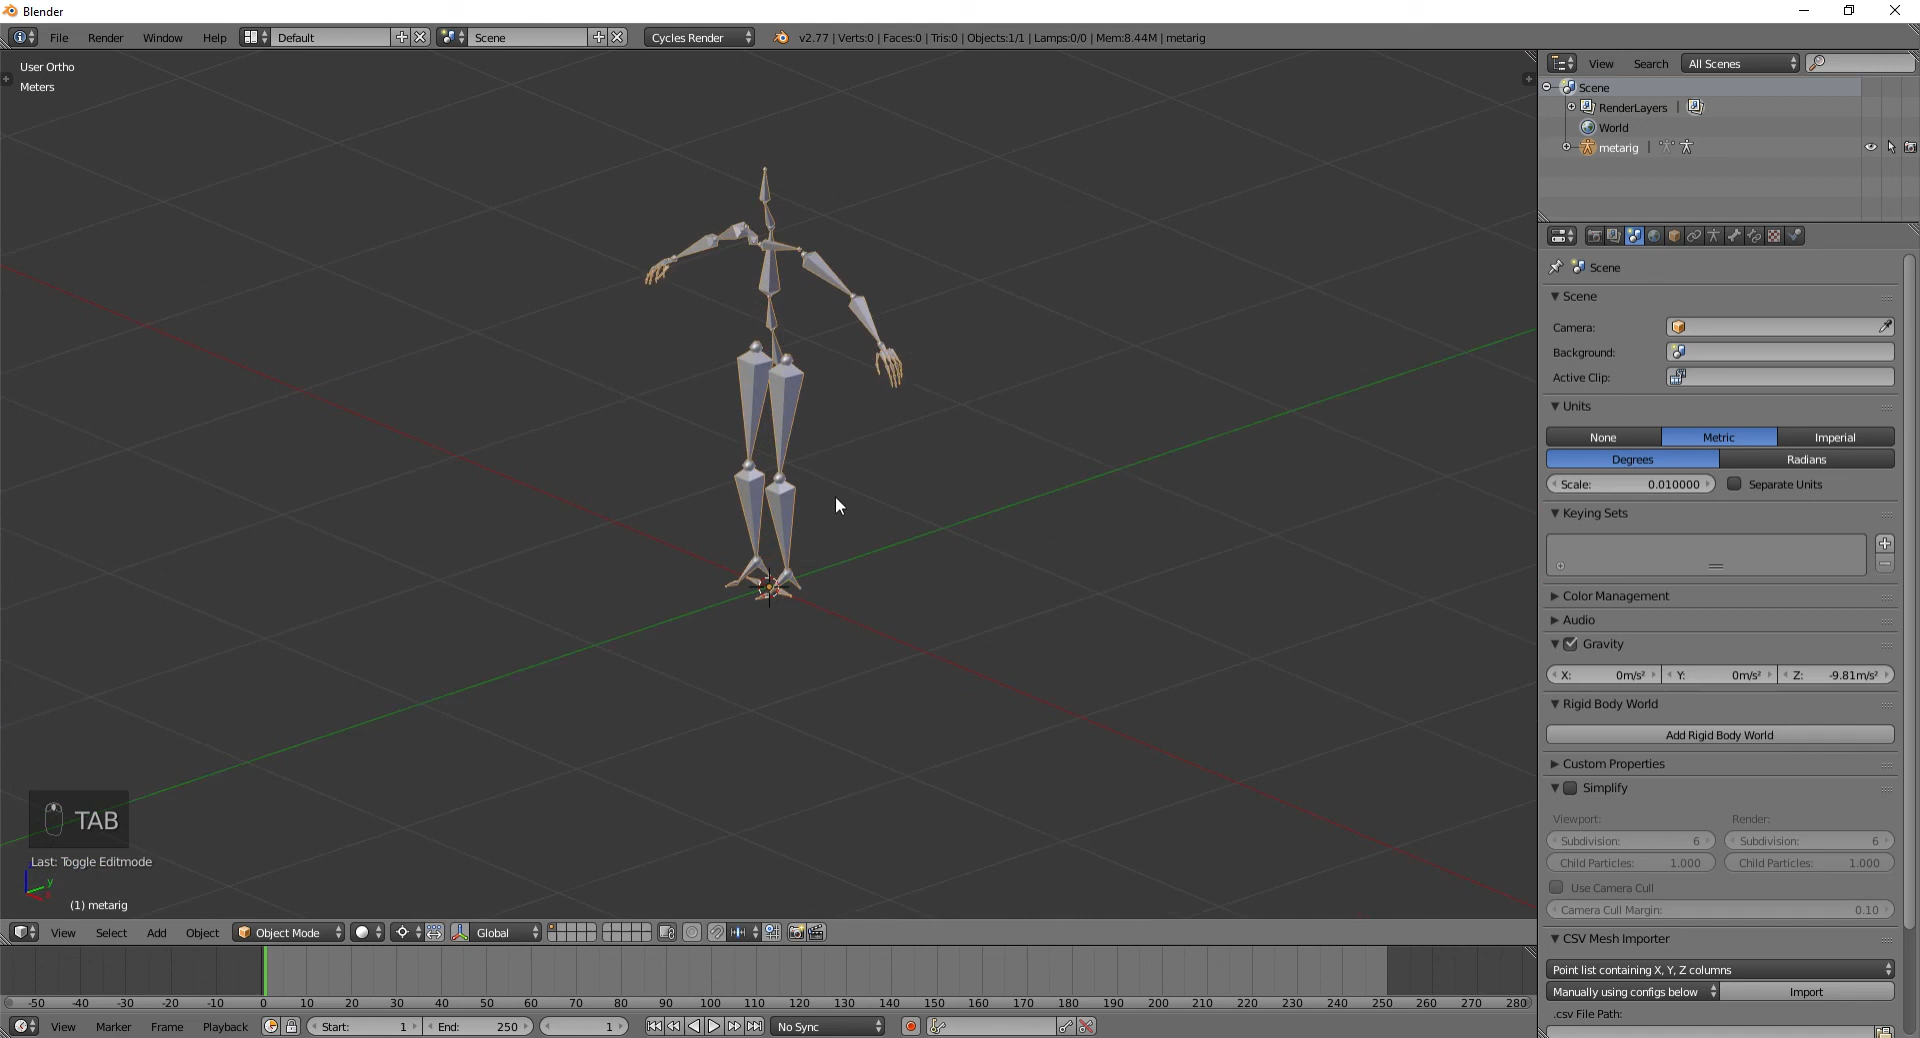 Blender
File Render Window Help Default Scene Cycles Render v2.77 | Verts:0 | Faces:0 | Tris:0 | Objects:1/1 | Lamps:0/0 | Mem:8.44M | metarig
User Ortho
Meters
View Search All Scenes
Scene
RenderLayers |
World
metarig |
Scene
Scene
Camera:
Background:
Active Clip:
Units
None Metric Imperial
Degrees Radians
Scale: 0.010000 Separate Units
Keying Sets
Color Management
Audio
Gravity
X: 0m/s² Y: 0m/s² Z: -9.81m/s²
Rigid Body World
Add Rigid Body World
Custom Properties
Simplify
Viewport: Render:
Subdivision: 6 Subdivision: 6
Child Particles: 1.000 Child Particles: 1.000
Use Camera Cull
Camera Cull Margin: 0.10
CSV Mesh Importer
Point list containing X, Y, Z columns
Manually using configs below Import
.csv File Path:
TAB
Last: Toggle Editmode
y
x
(1) metarig
View Select Add Object Object Mode Global
-50 -40 -30 -20 -10 0 10 20 30 40 50 60 70 80 90 100 110 120 130 140 150 160 170 180 190 200 210 220 230 240 250 260 270 280
View Marker Frame Playback Start: 1 End: 250 1 No Sync